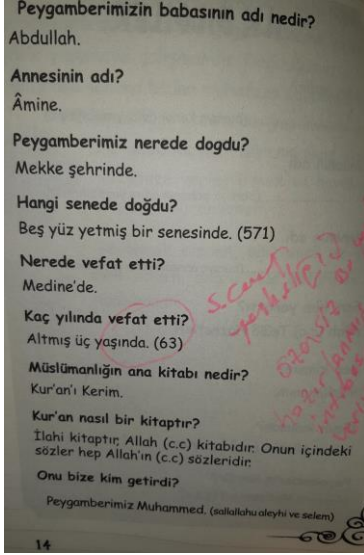 Peygamberimizin babasının adı nedir?
Abdullah.
Annesinin adı?
Âmine.
Peygamberimiz nerede dogdu?
Mekke şehrinde.
Hangi senede doğdu?
Beş yüz yetmiş bir senesinde. (571)
Nerede vefat etti?
Medine'de.
Kaç yılında vefat etti?
Altmış üç yaşında. (63)
Müslümanlığın ana kitabı nedir?
Kur'an'ı Kerim.
Kur'an nasıl bir kitaptır?
İlahi kitaptır, Allah (c.c) kitabıdır. Onun içindeki
sözler hep Allah'ın (c.c) sözleridir.
Onu bize kim getirdi?
Peygamberimiz Muhammed. (sallallahu aleyhi ve selem)
14